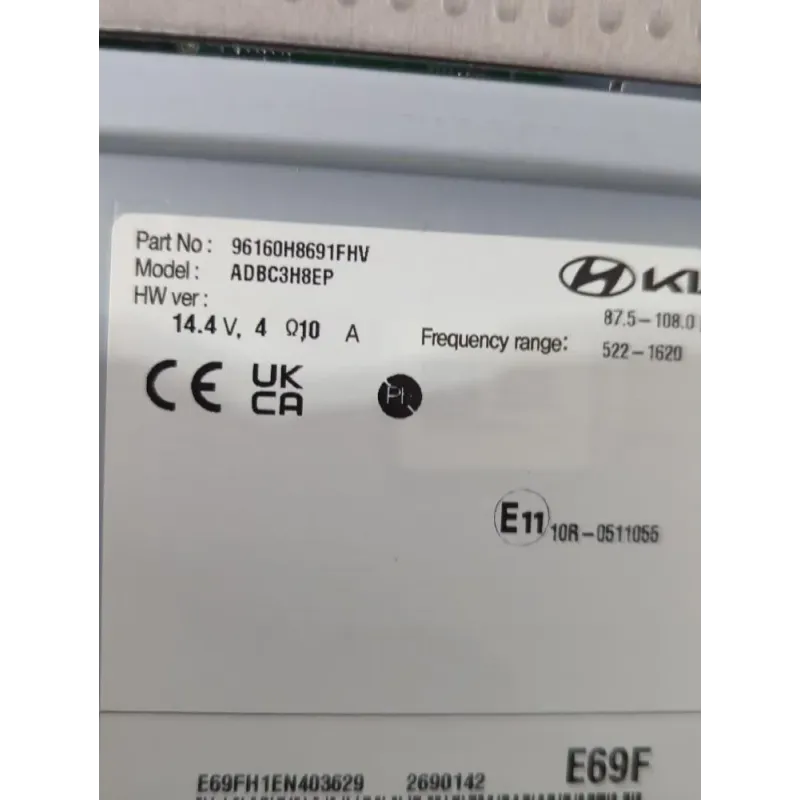 Part No : 96160H8691FHV
Model : ADBC3H8EP
HW ver :
14.4 V, 4 Ω,10 A
Frequency range: 87.5-108.0
522-1620
CE UK
CA
E11 10R-0511055
E69F
E69FH1EN403629 2690142